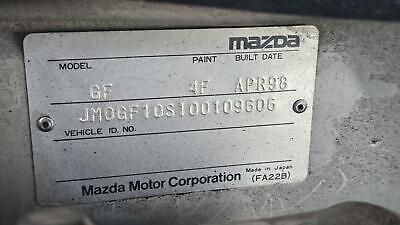 mazda
MODEL PAINT BUILT DATE
GF 4F APR98
JM0GF10S100109606
VEHICLE ID. NO.
Mazda Motor Corporation Made in Japan
(FA22B)